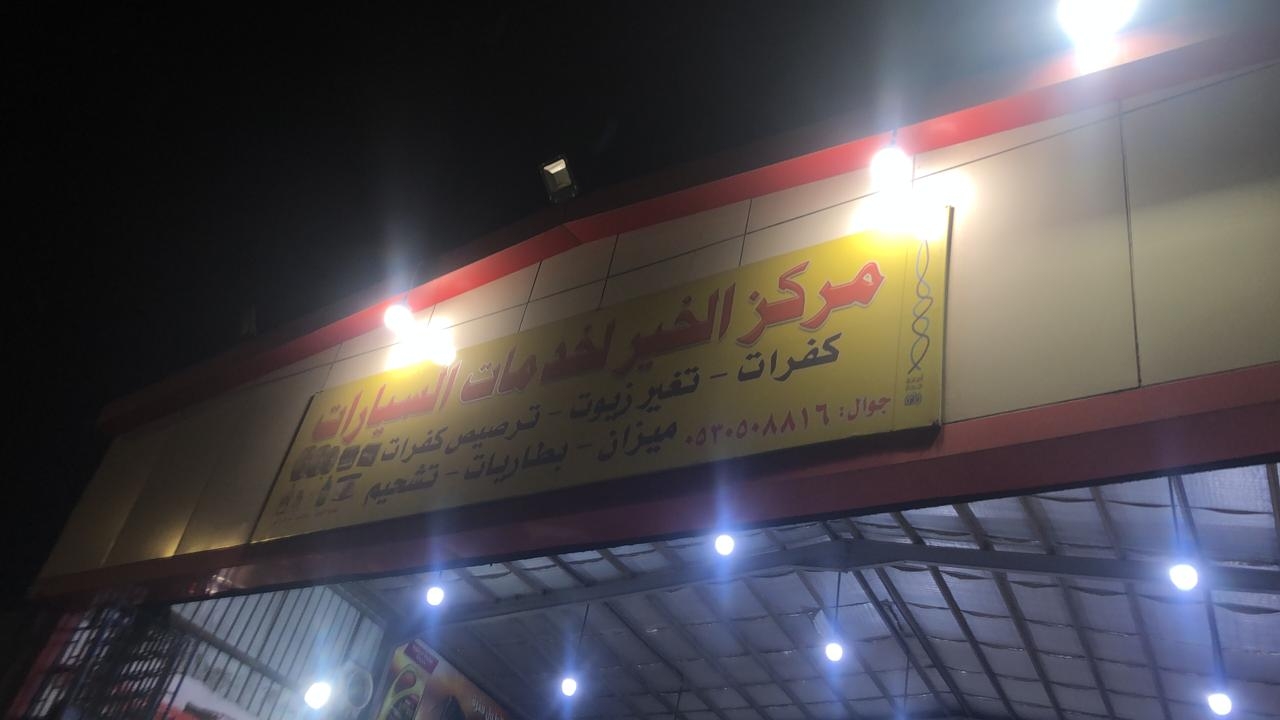 مركز الخير لخدمات السيارات
كفرات - تغير زيوت - ترصيص كفرات
جوال: ٠٥٣٠٥٠٨٨١٦ ميزان - بطاريات - تشحيم